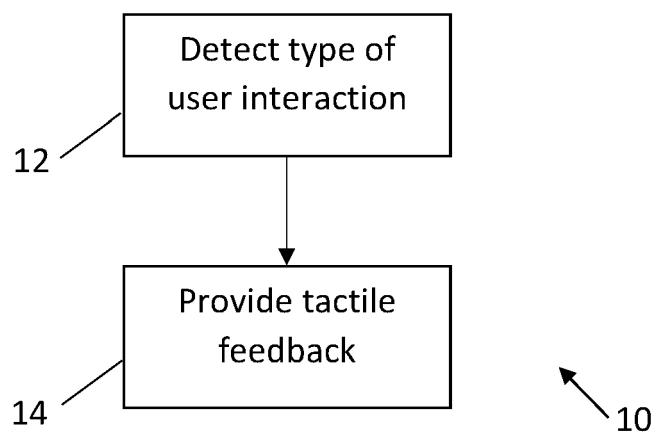 Detect type of
user interaction
12
Provide tactile
feedback
14
10